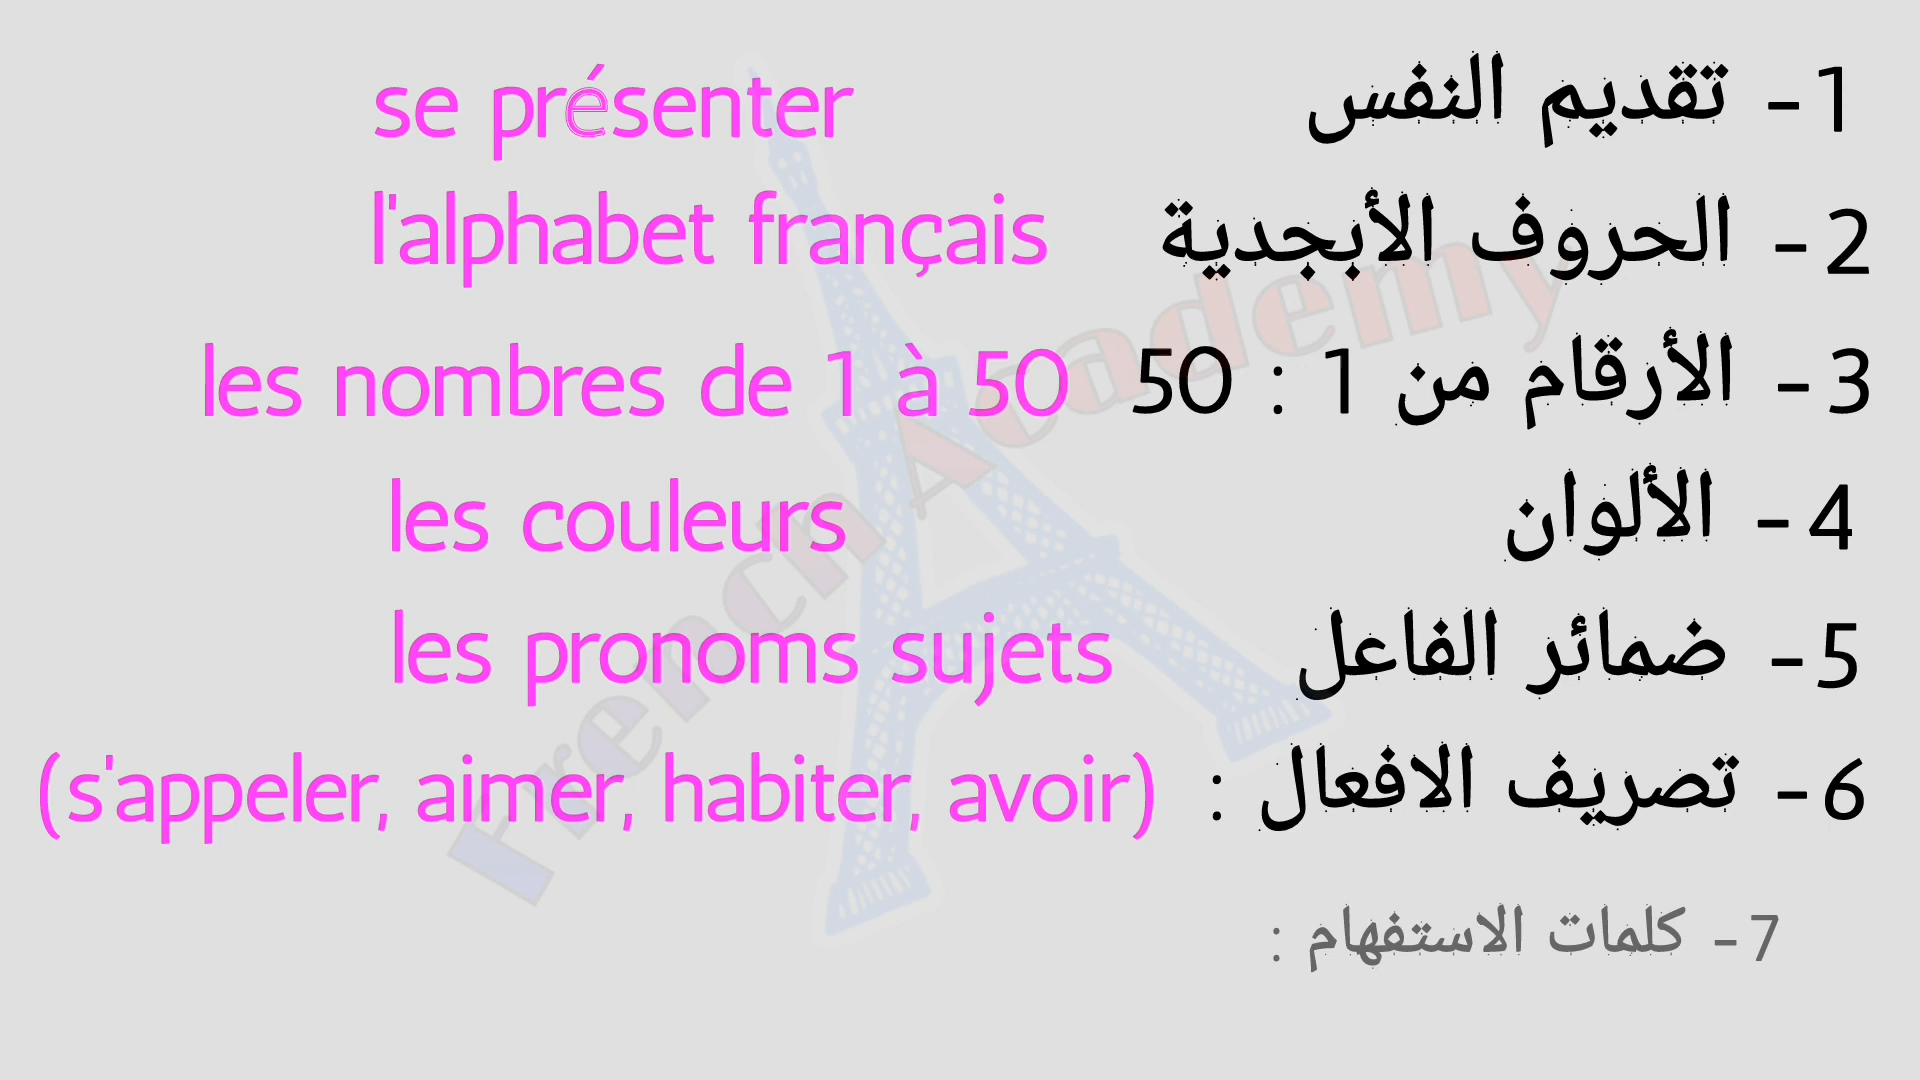 1- تقديم النفس se présenter
2- الحروف الأبجدية l'alphabet français
3- الأرقام من 1 : 50 les nombres de 1 à 50
4- الألوان les couleurs
5- ضمائر الفاعل les pronoms sujets
6- تصريف الافعال : (s'appeler, aimer, habiter, avoir)
7- كلمات الاستفهام :
French Academy